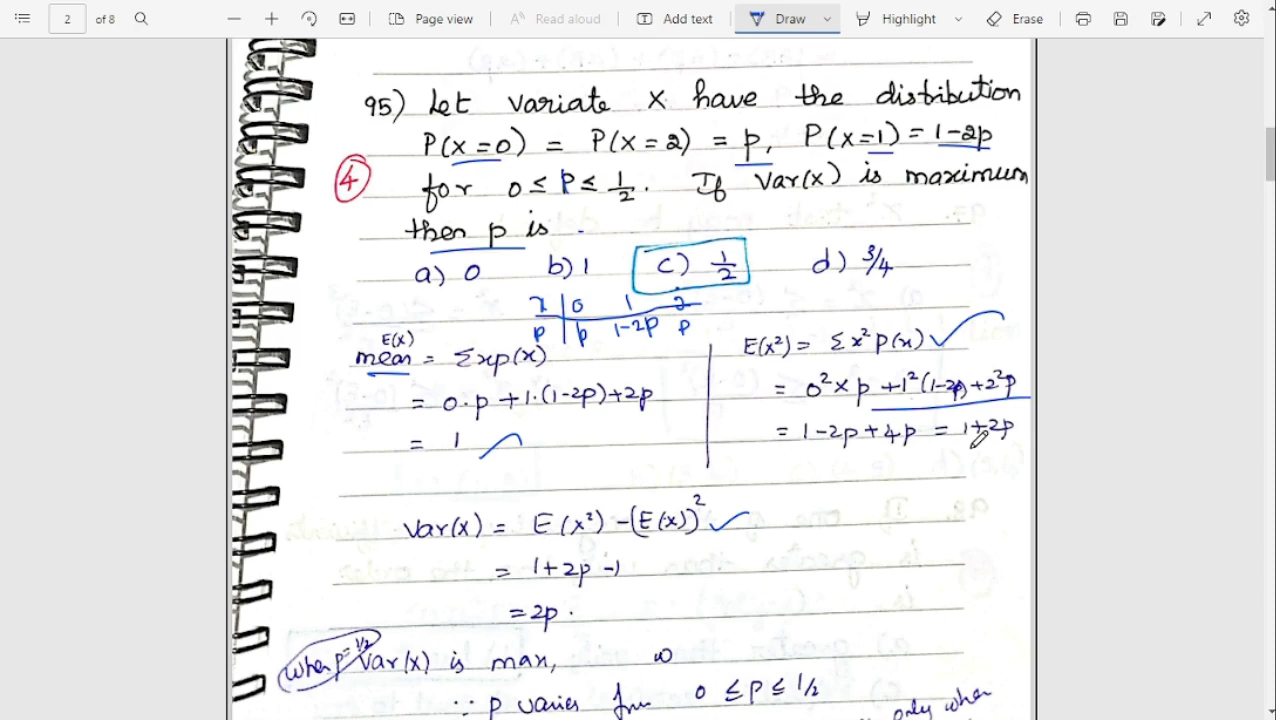 2 of 8 Page view Read aloud Add text Draw Highlight Erase
95) Let variate X have the distibution
P(X=0) = P(X=2) = p, P(X=1) = 1-2p
4
for 0 ≤ p ≤ 1/2. If Var(x) is maximum
then p is
a) 0 b) 1 c) 1/2 d) 3/4
x 0 1 2
p p 1-2p p
E(x)
mean = Σxp(x)
= 0.p + 1.(1-2p)+2p
= 1
E(x²) = Σx²p(x)
= 0² x p + 1²(1-2p)+2²p
= 1-2p+4p = 1+2p
Var(x) = E(x²) - (E(x))²
= 1+2p-1
= 2p.
when p=1/2 Var(x) is max,
∵ p varies from 0 ≤ p ≤ 1/2
only when